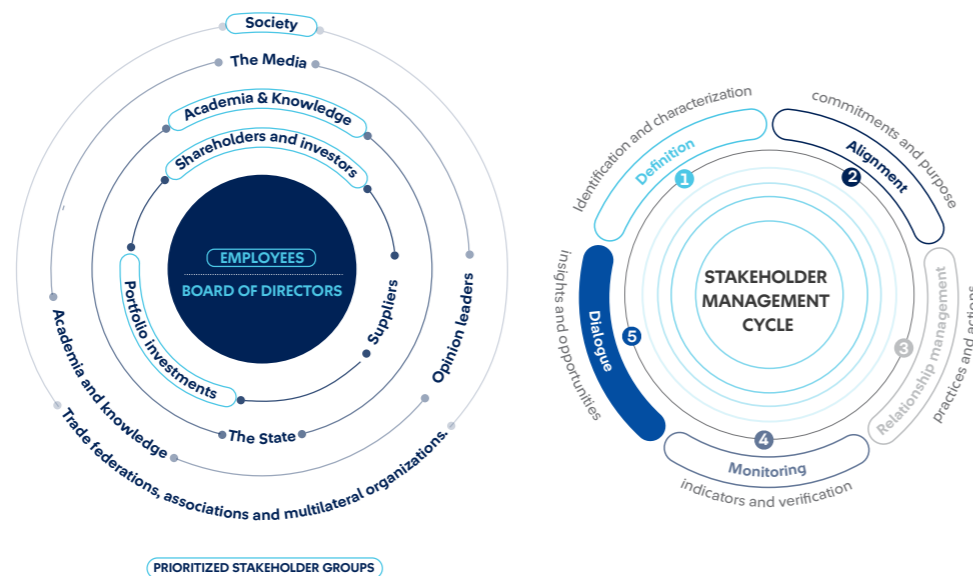 Society
The Media
Academia & Knowledge
Shareholders and investors
EMPLOYEES
BOARD OF DIRECTORS
Portfolio investments
Suppliers
Opinion leaders
The State
Academia and knowledge
Trade federations, associations and multilateral organizations.
PRIORITIZED STAKEHOLDER GROUPS
Identification and characterization
Definition
1
commitments and purpose
Alignment
2
STAKEHOLDER
MANAGEMENT
CYCLE
Relationship management
3
practices and actions
4
Monitoring
indicators and verification
5
Dialogue
insights and opportunities